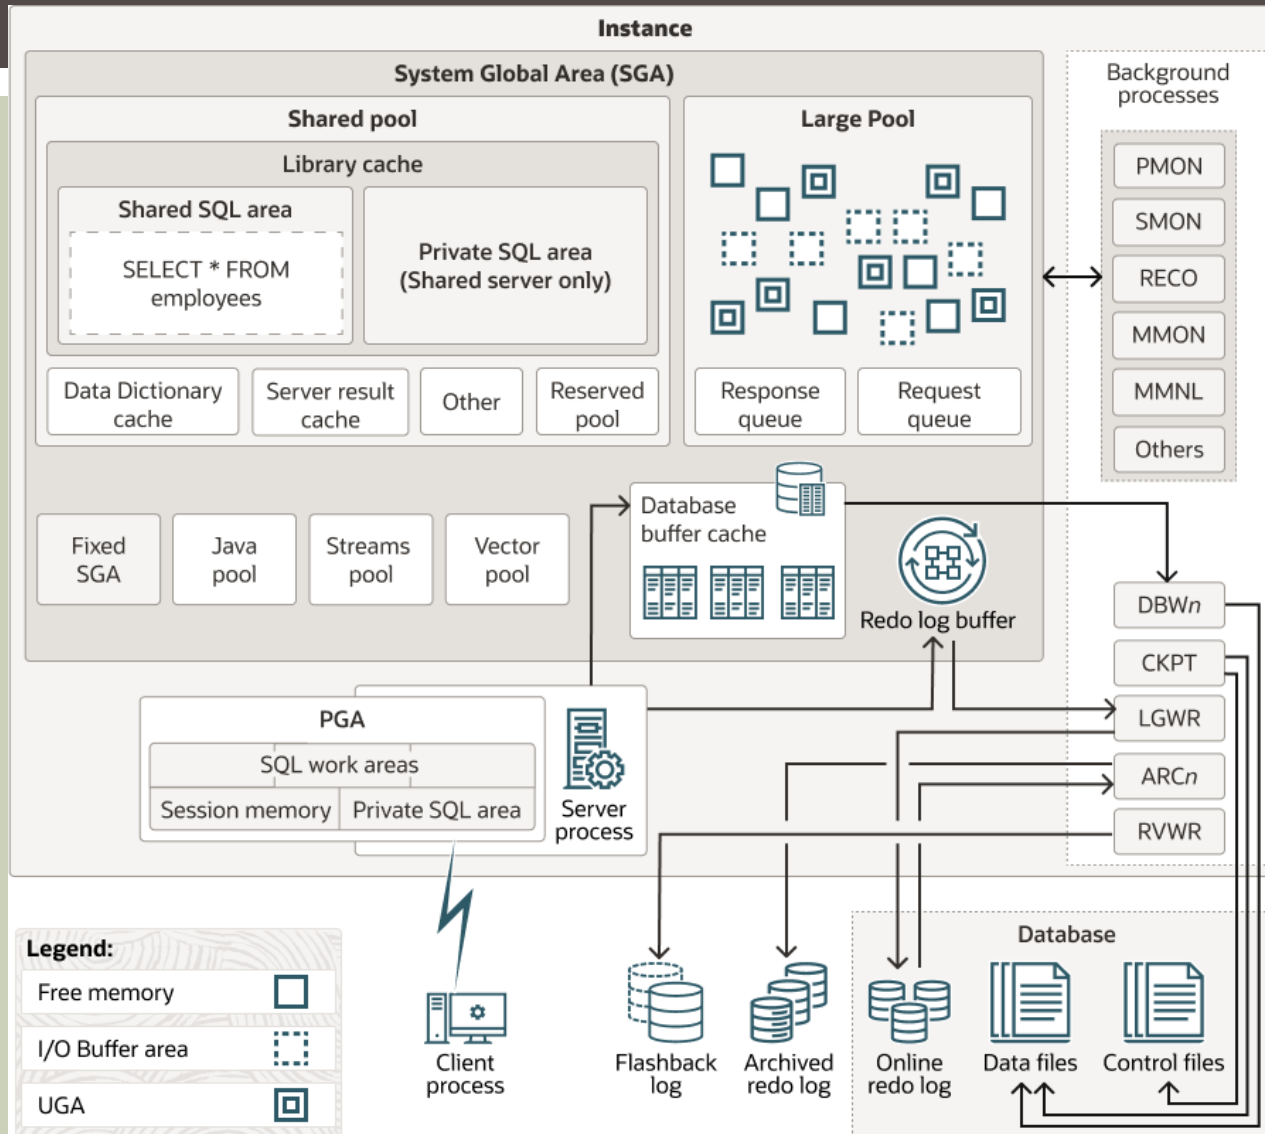 Instance
System Global Area (SGA)
Shared pool
Library cache
Shared SQL area
SELECT * FROM
employees
Private SQL area
(Shared server only)
Data Dictionary
cache
Server result
cache
Other
Reserved
pool
Large Pool
Response
queue
Request
queue
Background
processes
PMON
SMON
RECO
MMON
MMNL
Others
Fixed
SGA
Java
pool
Streams
pool
Vector
pool
Database
buffer cache
Redo log buffer
DBWn
CKPT
LGWR
ARCn
RVWR
PGA
SQL work areas
Session memory
Private SQL area
Server
process
Legend:
Free memory
I/O Buffer area
UGA
Client
process
Flashback
log
Archived
redo log
Database
Online
redo log
Data files
Control files